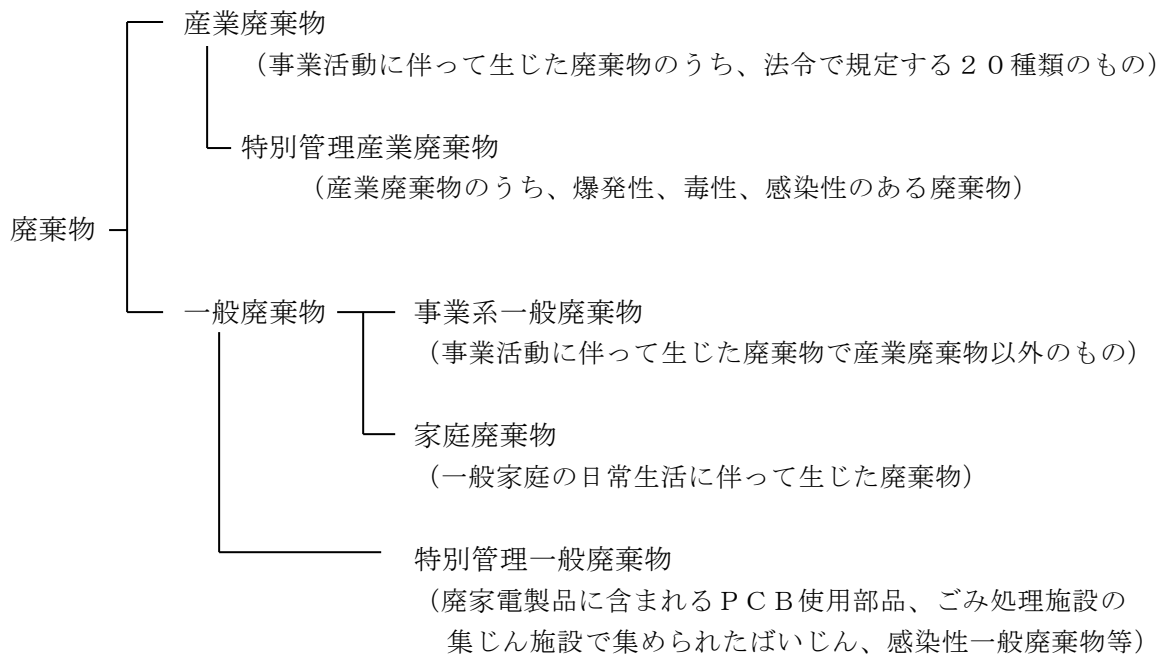 産業廃棄物
（事業活動に伴って生じた廃棄物のうち、法令で規定する２０種類のもの）
特別管理産業廃棄物
（産業廃棄物のうち、爆発性、毒性、感染性のある廃棄物）
廃棄物
一般廃棄物
事業系一般廃棄物
（事業活動に伴って生じた廃棄物で産業廃棄物以外のもの）
家庭廃棄物
（一般家庭の日常生活に伴って生じた廃棄物）
特別管理一般廃棄物
（廃家電製品に含まれるＰＣＢ使用部品、ごみ処理施設の
集じん施設で集められたばいじん、感染性一般廃棄物等）